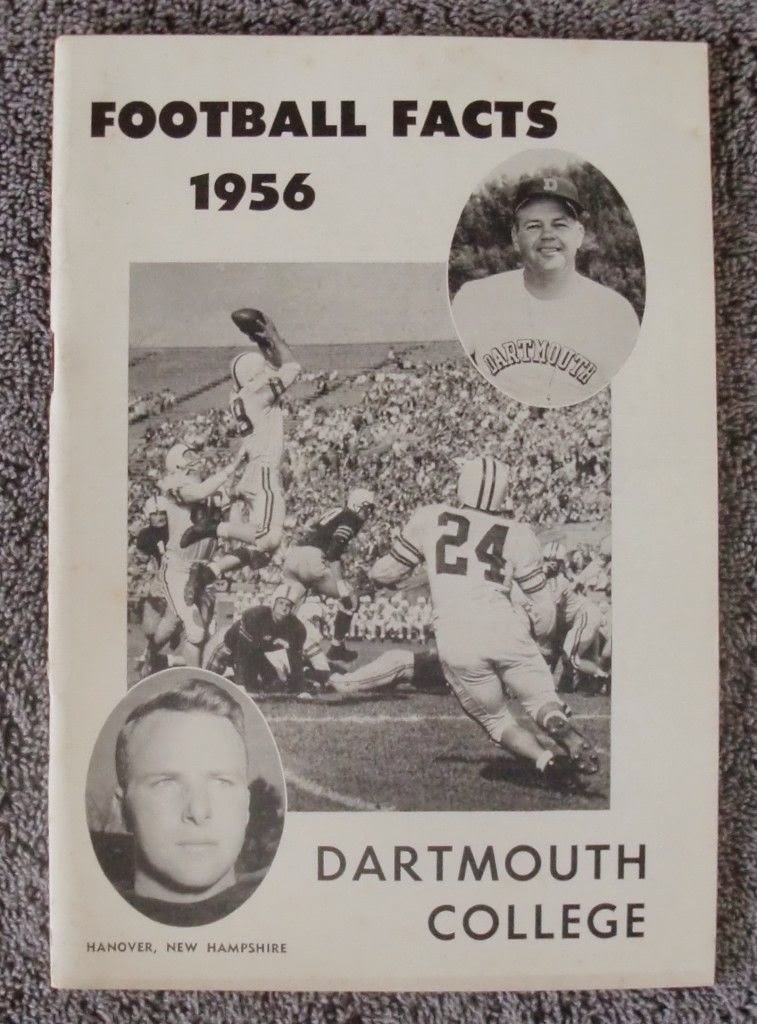 FOOTBALL FACTS
1956
D
DARTMOUTH
24
DARTMOUTH
COLLEGE
HANOVER, NEW HAMPSHIRE